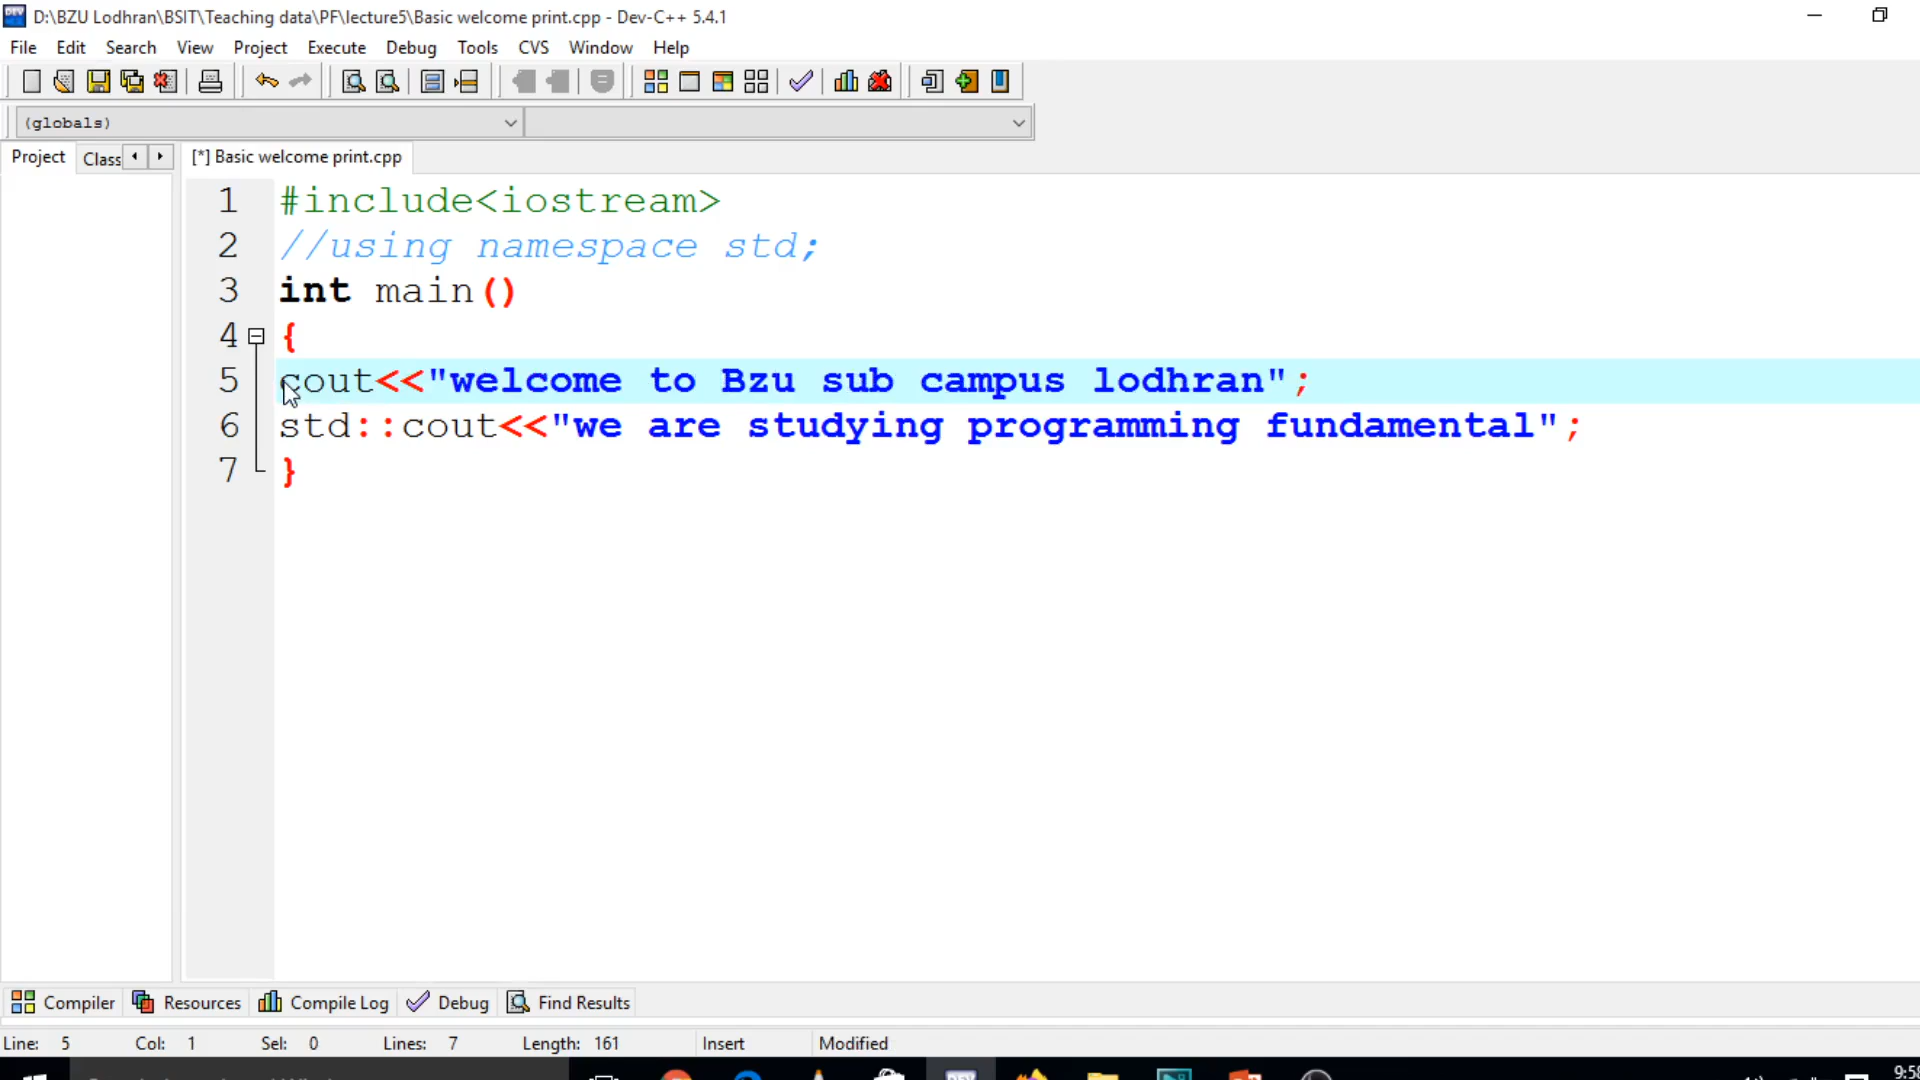 D:\BZU Lodhran\BSIT\Teaching data\PF\lecture5\Basic welcome print.cpp - Dev-C++ 5.4.1
File Edit Search View Project Execute Debug Tools CVS Window Help
(globals)
Project Class [*] Basic welcome print.cpp
1 #include<iostream>
2 //using namespace std;
3 int main()
4 {
5 cout<<"welcome to Bzu sub campus lodhran";
6 std::cout<<"we are studying programming fundamental";
7 }
Compiler Resources Compile Log Debug Find Results
Line: 5 Col: 1 Sel: 0 Lines: 7 Length: 161 Insert Modified